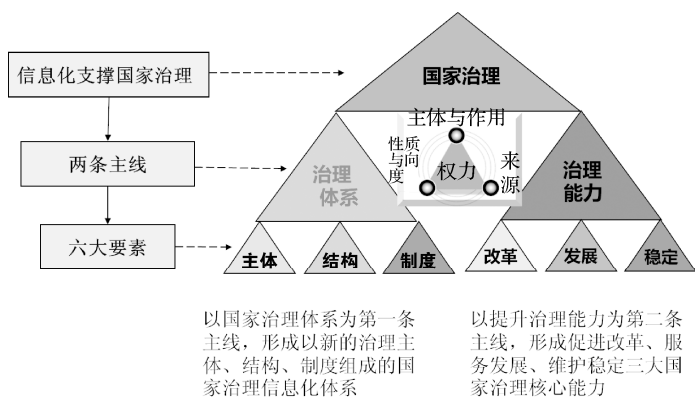 信息化支撑国家治理
两条主线
六大要素
国家治理
主体与作用
性质
与向
度
权力
来
源
治理
体系
治理
能力
主体
结构
制度
改革
发展
稳定
以国家治理体系为第一条
主线，形成以新的治理主
体、结构、制度组成的国
家治理信息化体系
以提升治理能力为第二条
主线，形成促进改革、服
务发展、维护稳定三大国
家治理核心能力